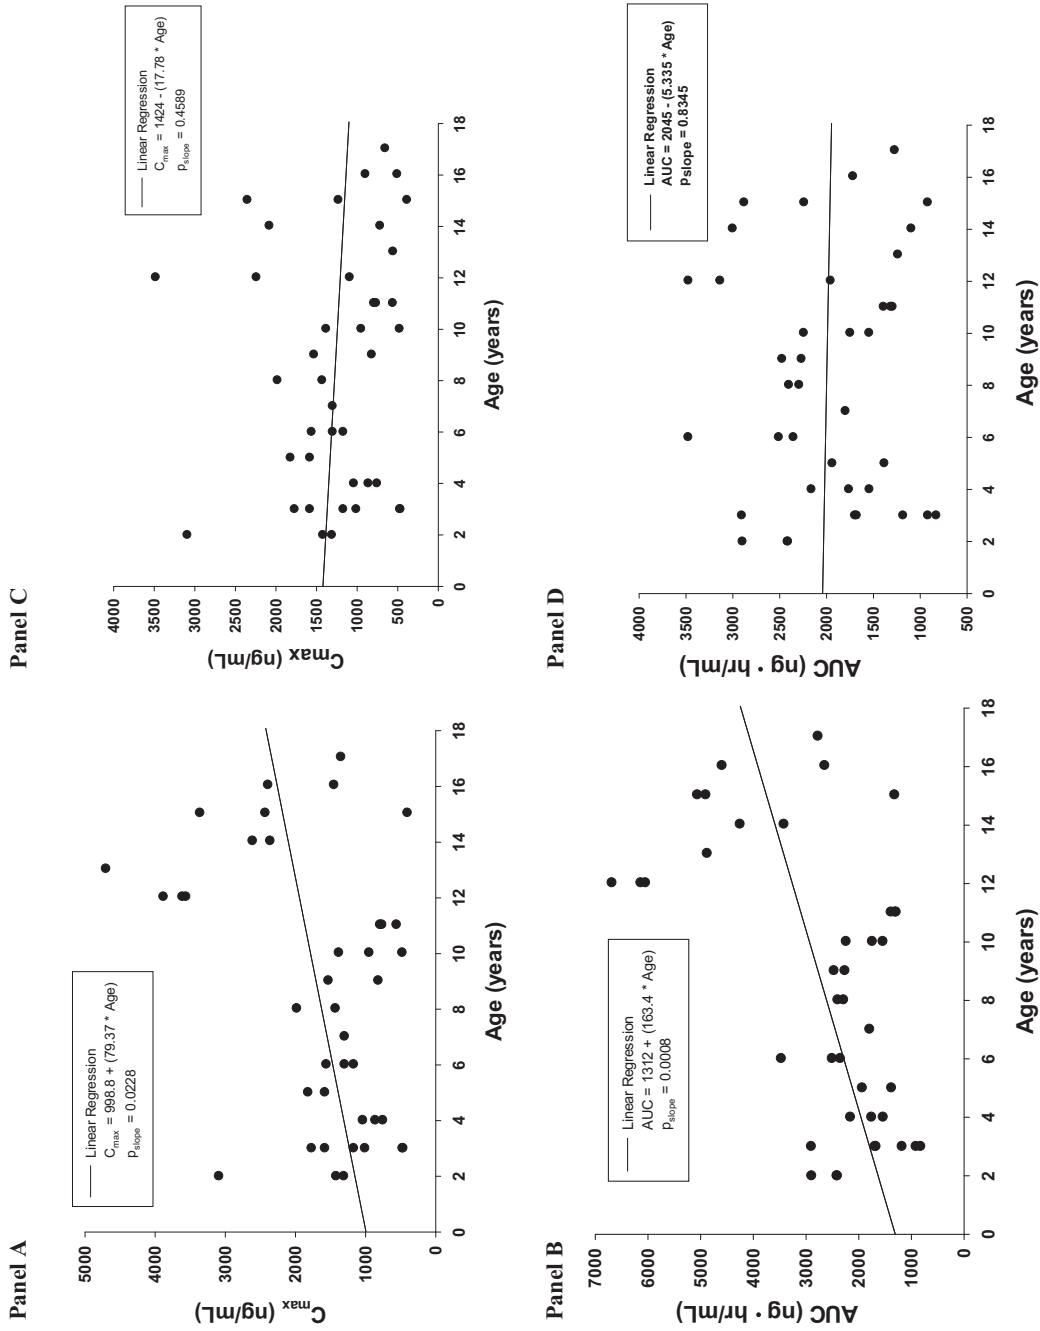 Panel A
5000
4000
3000
2000
1000
0
Cmax (ng/mL)
Linear Regression
Cmax = 998.8 + (79.37 * Age)
pslope = 0.0228
0 2 4 6 8 10 12 14 16 18
Age (years)
Panel C
4000
3500
3000
2500
2000
1500
1000
500
0
Cmax (ng/mL)
Linear Regression
Cmax = 1424 - (17.78 * Age)
pslope = 0.4589
0 2 4 6 8 10 12 14 16 18
Age (years)
Panel B
7000
6000
5000
4000
3000
2000
1000
0
AUC (ng · hr/mL)
Linear Regression
AUC = 1312 + (163.4 * Age)
pslope = 0.0008
0 2 4 6 8 10 12 14 16 18
Age (years)
Panel D
4000
3500
3000
2500
2000
1500
1000
500
AUC (ng · hr/mL)
Linear Regression
AUC = 2045 - (5.335 * Age)
pslope = 0.8345
0 2 4 6 8 10 12 14 16 18
Age (years)